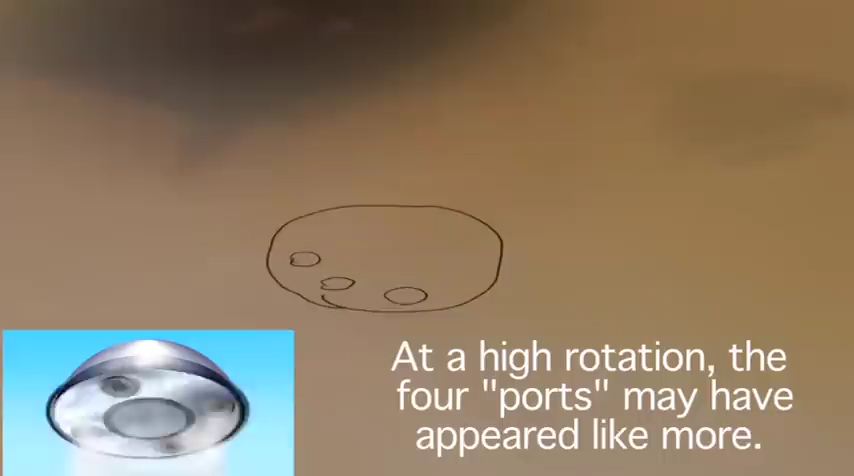 At a high rotation, the
four "ports" may have
appeared like more.